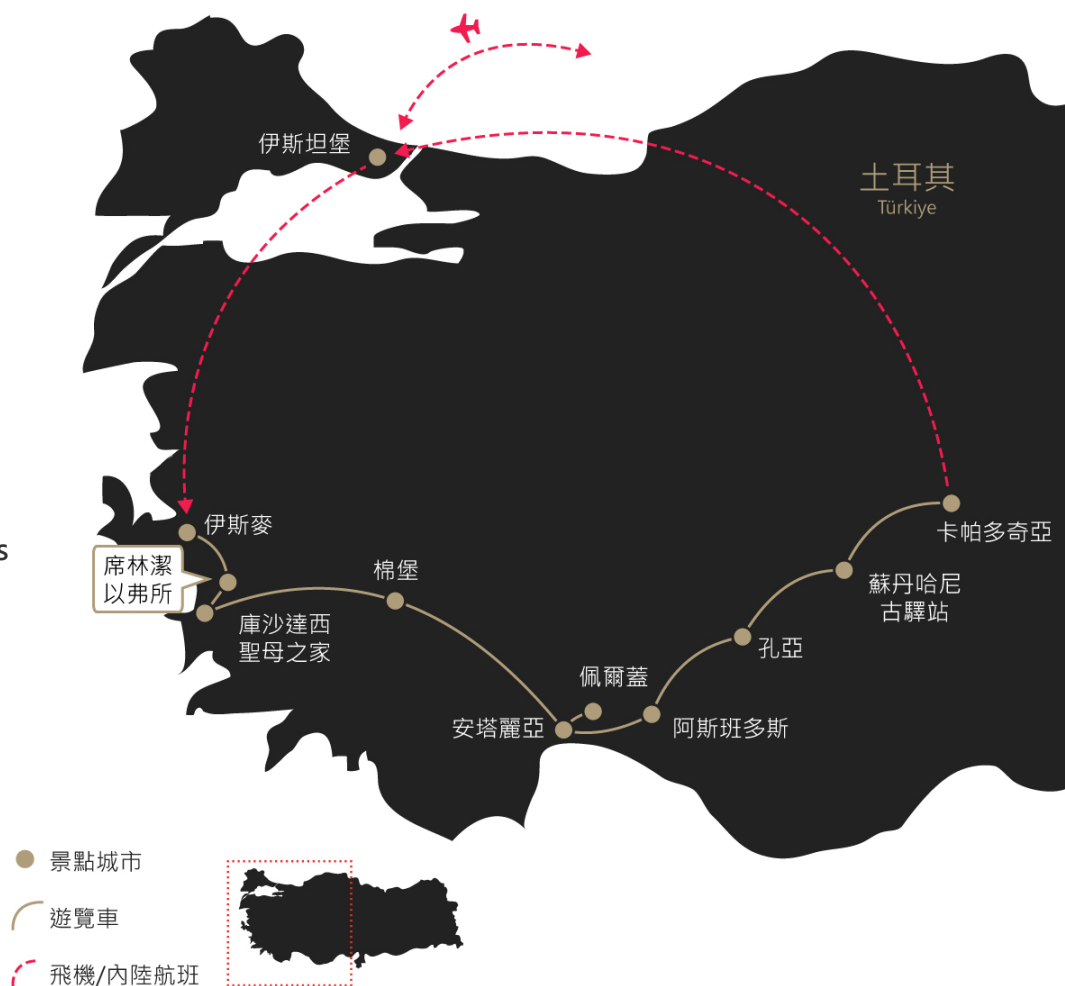 伊斯坦堡
土耳其
Türkiye
伊斯麥
s
席林潔
以弗所
庫沙達西
聖母之家
棉堡
卡帕多奇亞
蘇丹哈尼
古驛站
孔亞
佩爾蓋
安塔麗亞
阿斯班多斯
景點城市
遊覽車
飛機/內陸航班